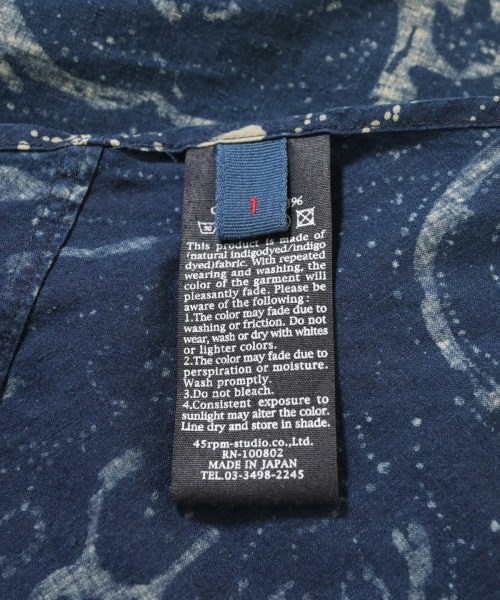 1
96
This product is made of
(natural indigodyed/indigo
dyed)fabric. With repeated
wearing and washing, the
color of the garment will
pleasantly fade. Please be
aware of the following:
1.The color may fade due to
washing or friction. Do not
wear, wash or dry with whites
or lighter colors.
2.The color may fade due to
perspiration or moisture.
Wash promptly.
3.Do not bleach.
4.Consistent exposure to
sunlight may alter the color.
Line dry and store in shade.
45rpm-studio.co.,Ltd.
RN-100802
MADE IN JAPAN
TEL.03-3498-2245